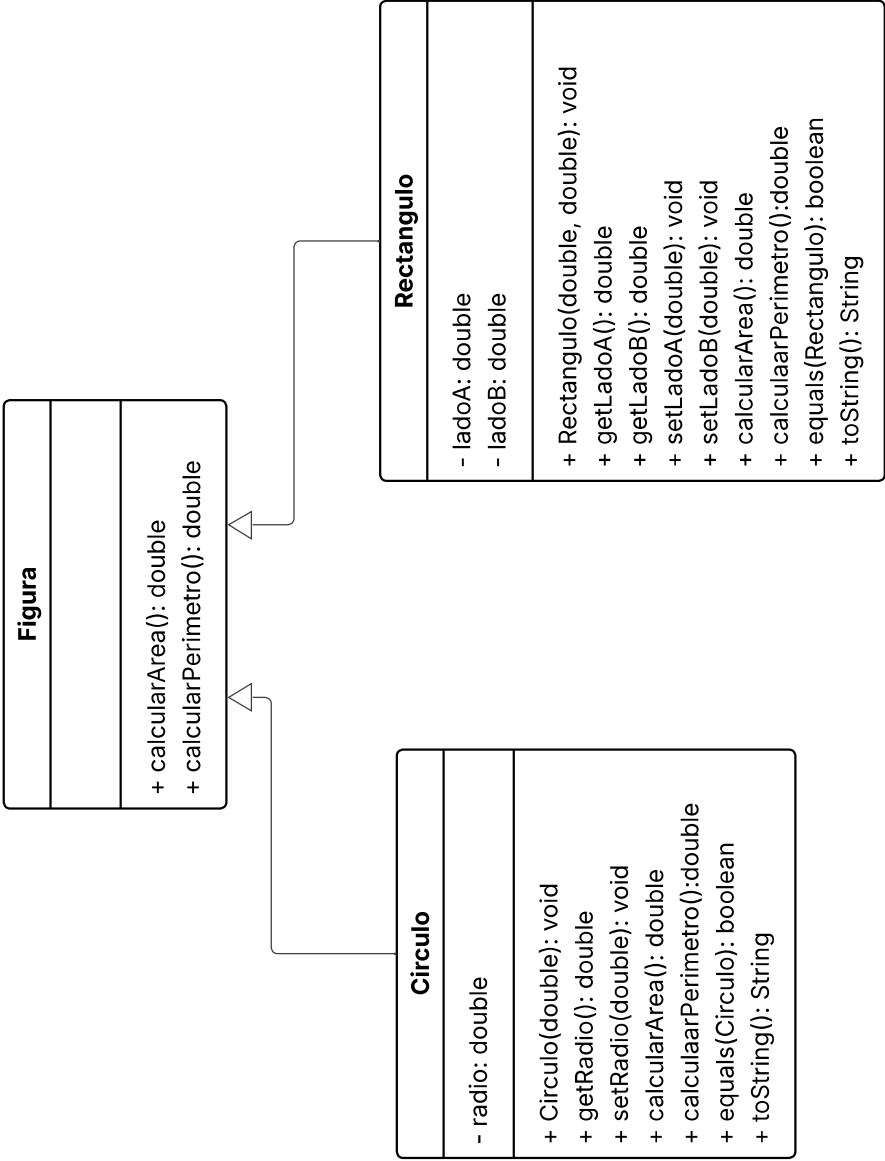 Figura
+ calcularArea(): double
+ calcularPerimetro(): double
Circulo
- radio: double
+ Circulo(double): void
+ getRadio(): double
+ setRadio(double): void
+ calcularArea(): double
+ calculaarPerimetro():double
+ equals(Circulo): boolean
+ toString(): String
Rectangulo
- ladoA: double
- ladoB: double
+ Rectangulo(double, double): void
+ getLadoA(): double
+ getLadoB(): double
+ setLadoA(double): void
+ setLadoB(double): void
+ calcularArea(): double
+ calculaarPerimetro():double
+ equals(Rectangulo): boolean
+ toString(): String